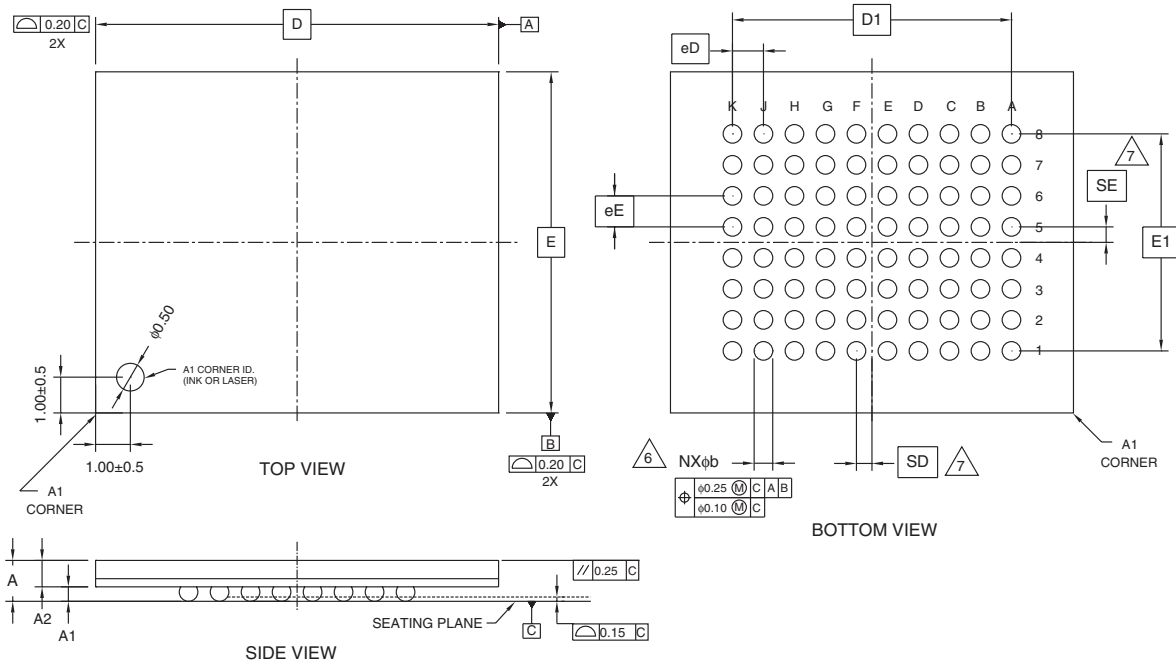 ⌓ 0.20 C
2X
D
A
E
ϕ0.50
A1 CORNER ID.
(INK OR LASER)
1.00±0.5
1.00±0.5
A1
CORNER
TOP VIEW
B
⌓ 0.20 C
2X
D1
eD
K J H G F E D C B A
8
7
6
5
4
3
2
1
7
SE
eE
E1
6
NXϕb
⌖ ϕ0.25 Ⓜ C A B
ϕ0.10 Ⓜ C
SD
7
A1
CORNER
BOTTOM VIEW
A
A2
A1
// 0.25 C
SEATING PLANE
C
⌓ 0.15 C
SIDE VIEW